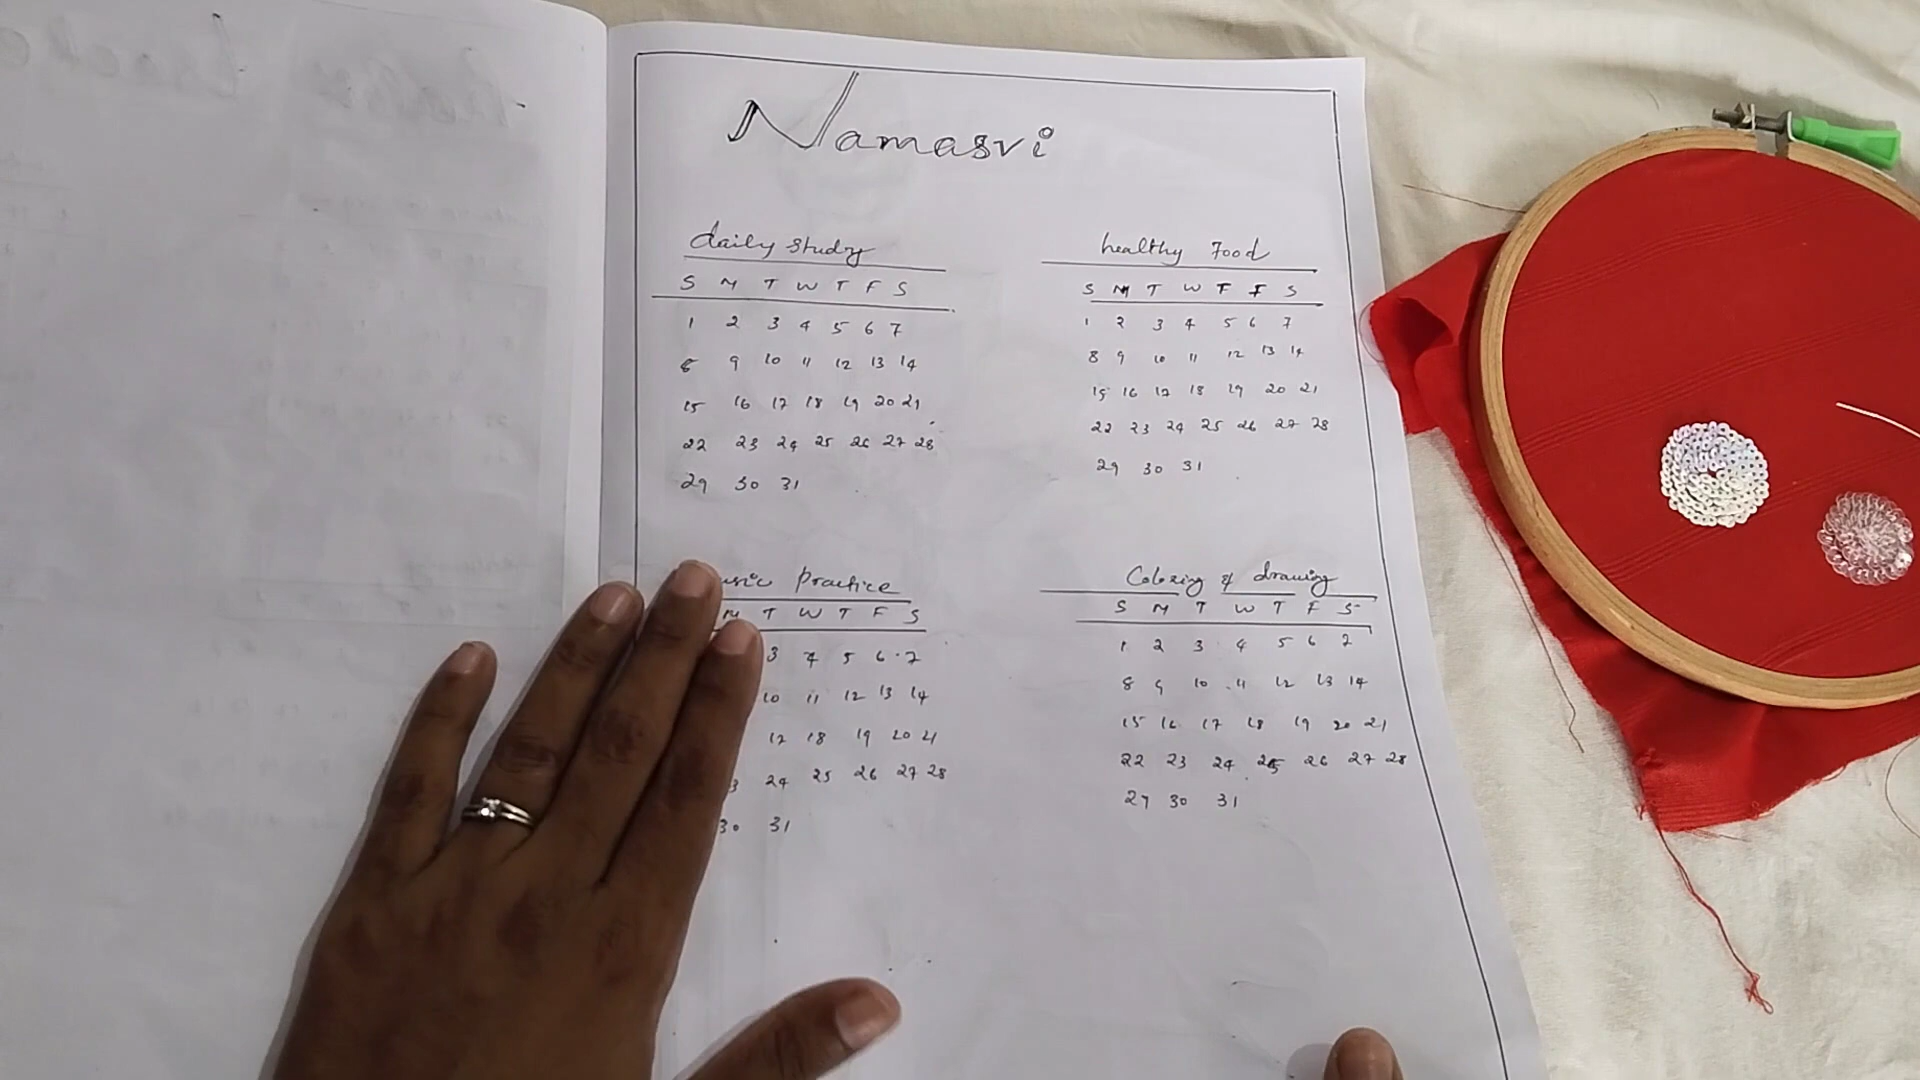 Namasvi
daily study
S M T W T F S
1 2 3 4 5 6 7
8 9 10 11 12 13 14
15 16 17 18 19 20 21
22 23 24 25 26 27 28
29 30 31
healthy Food
S M T W T F S
1 2 3 4 5 6 7
8 9 10 11 12 13 14
15 16 17 18 19 20 21
22 23 24 25 26 27 28
29 30 31
Practice
M T W T F S
3 4 5 6 7
10 11 12 13 14
17 18 19 20 21
24 25 26 27 28
30 31
Coloring & drawing
S M T W T F S
1 2 3 4 5 6 7
8 9 10 11 12 13 14
15 16 17 18 19 20 21
22 23 24 25 26 27 28
29 30 31